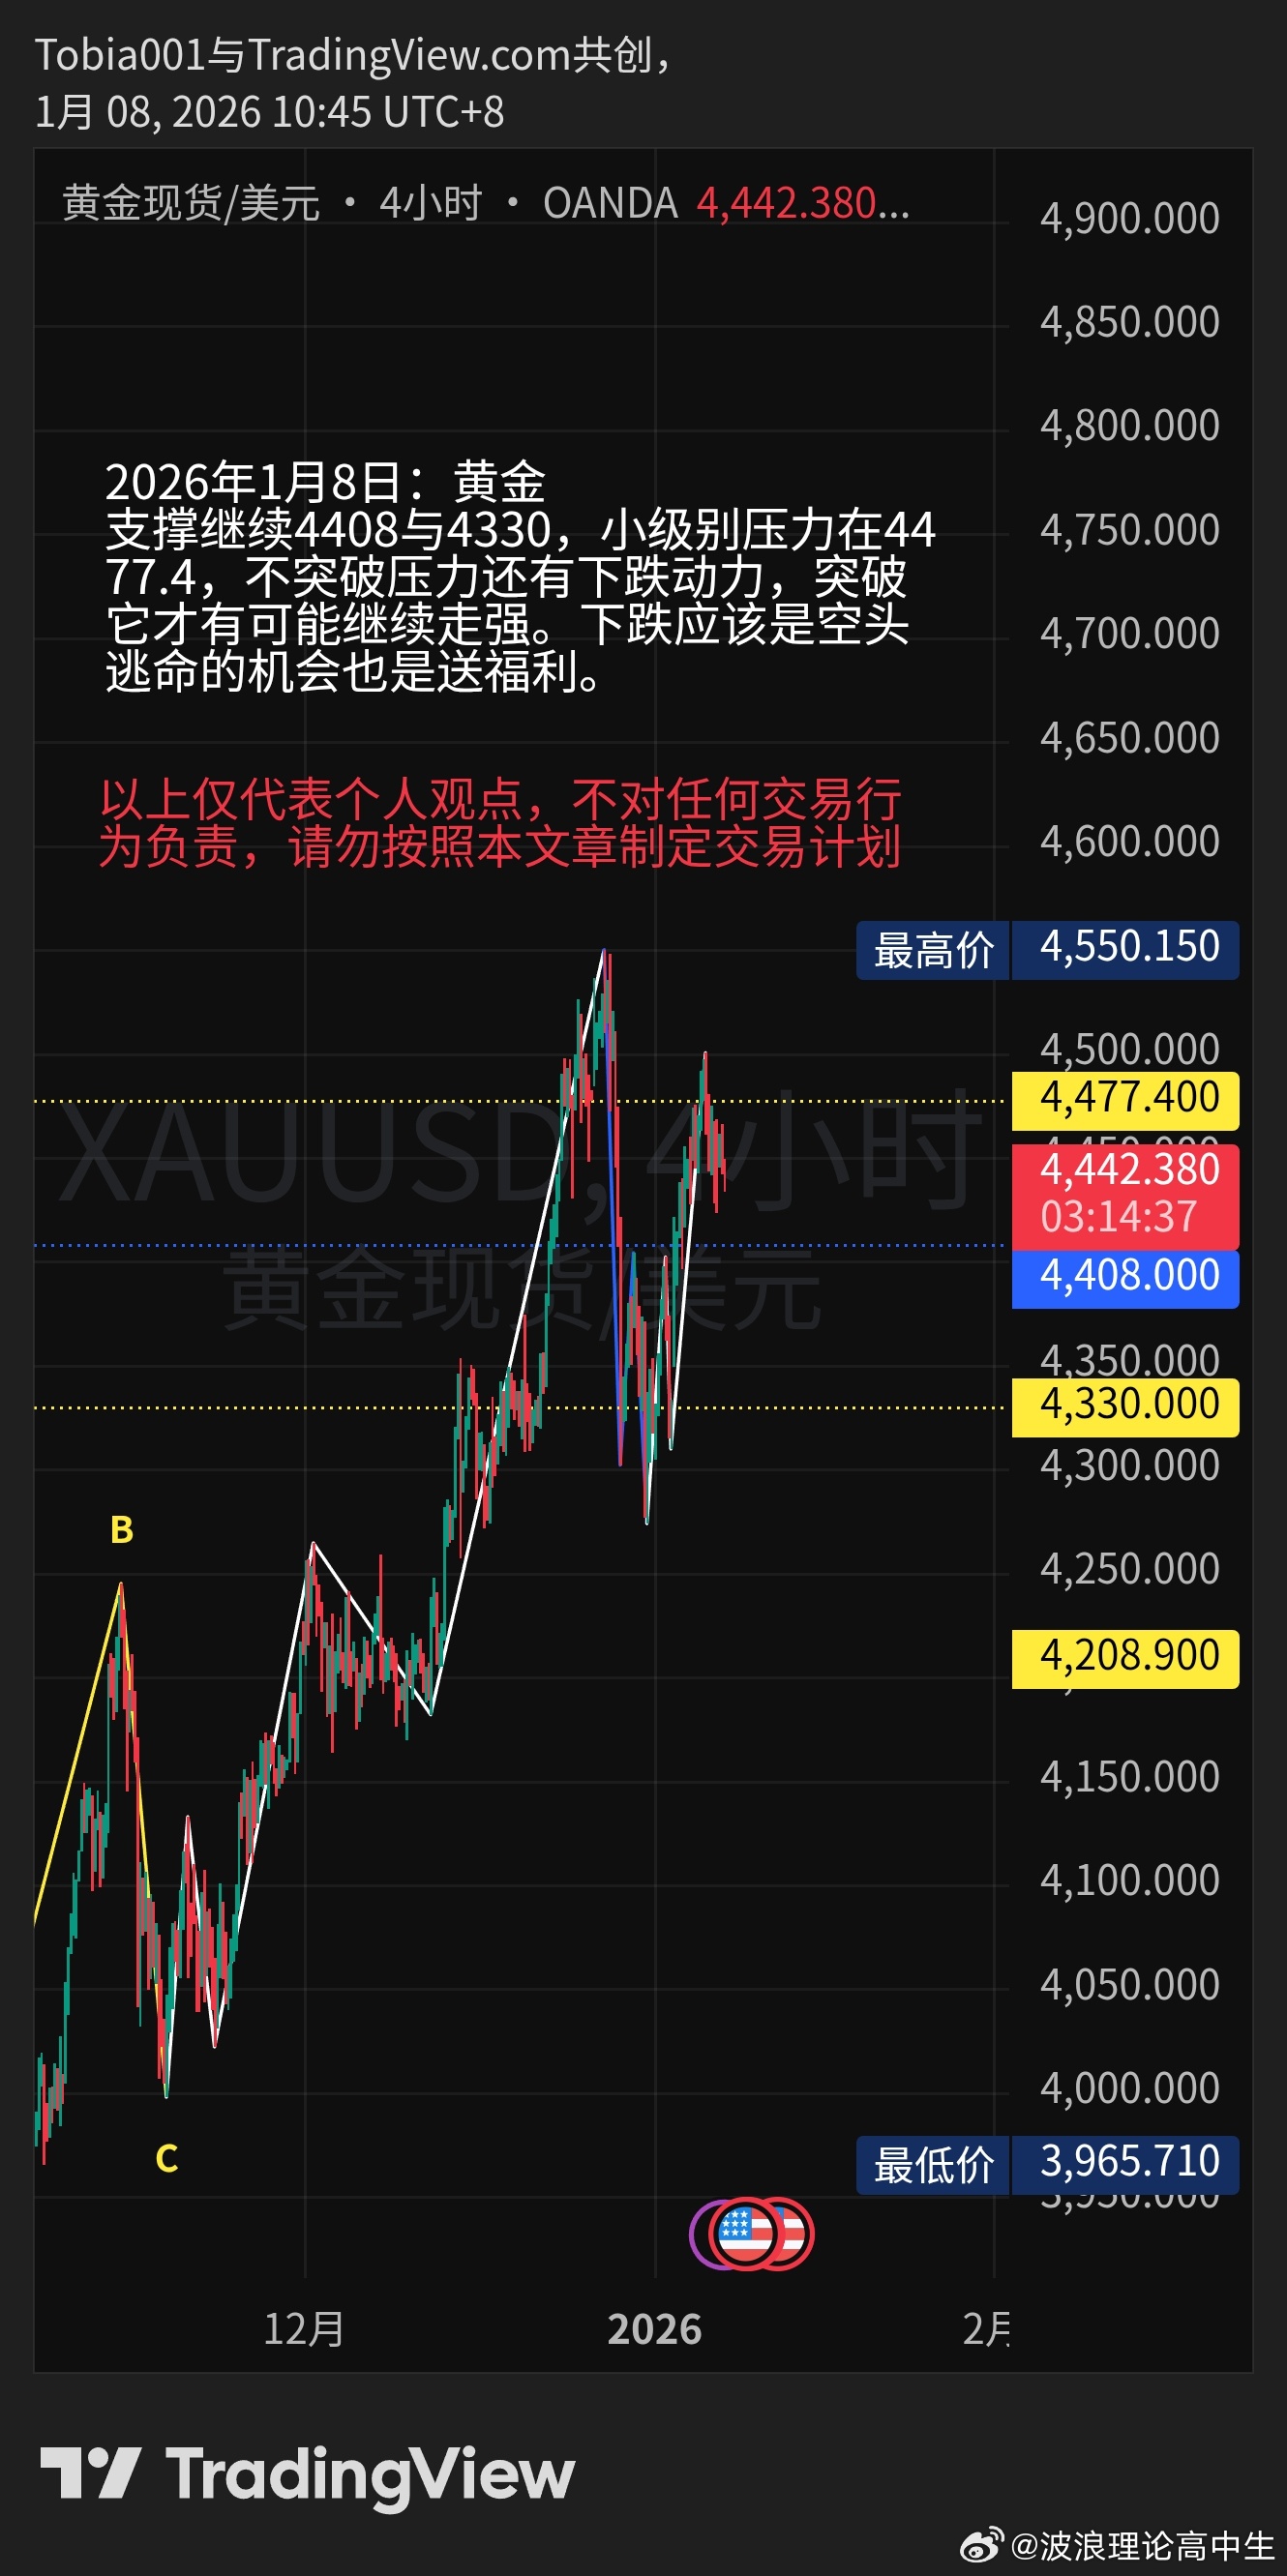 Tobia001与TradingView.com共创，
1月 08, 2026 10:45 UTC+8
黄金现货/美元 · 4小时 · OANDA 4,442.380...
4,900.000
4,850.000
4,800.000
2026年1月8日：黄金
支撑继续4408与4330，小级别压力在44
77.4，不突破压力还有下跌动力，突破
它才有可能继续走强。下跌应该是空头
逃命的机会也是送福利。
4,750.000
4,700.000
4,650.000
以上仅代表个人观点，不对任何交易行
为负责，请勿按照本文章制定交易计划
4,600.000
最高价 4,550.150
4,500.000
4,477.400
XAUUSD, 4小时
4,450.000
4,442.380
03:14:37
黄金现货/美元
4,408.000
4,350.000
4,330.000
4,300.000
B
4,250.000
4,208.900
4,150.000
4,100.000
4,050.000
4,000.000
C
最低价 3,965.710
3,950.000
12月 2026 2月
TradingView
@波浪理论高中生